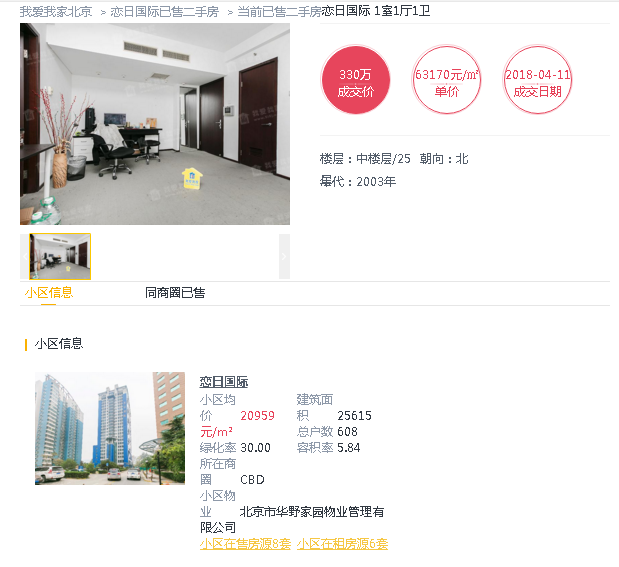 我爱我家北京 > 恋日国际已售二手房 > 当前已售二手房恋日国际 1室1厅1卫
330万
成交价
63170元/㎡
单价
2018-04-11
成交日期
楼层：中楼层/25 朝向：北
年代：2003年
小区信息 同商圈已售
小区信息
恋日国际
小区均价 20959元/m²
建筑面积 25615
总户数 608
绿化率 30.00
容积率 5.84
所在商圈 CBD
小区物业 北京市华野家园物业管理有限公司
小区在售房源8套 小区在租房源6套